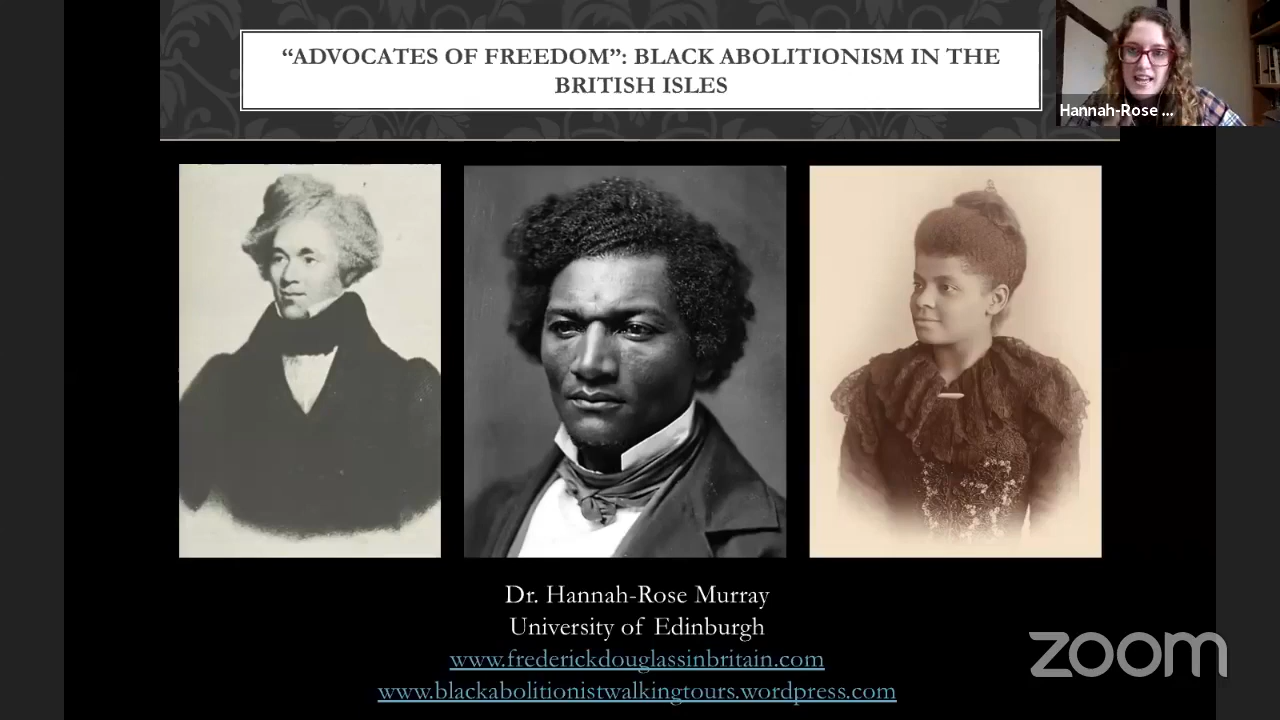 “ADVOCATES OF FREEDOM”: BLACK ABOLITIONISM IN THE
BRITISH ISLES
Hannah-Rose ...
Dr. Hannah-Rose Murray
University of Edinburgh
www.frederickdouglassinbritain.com
www.blackabolitionistwalkingtours.wordpress.com
zoom